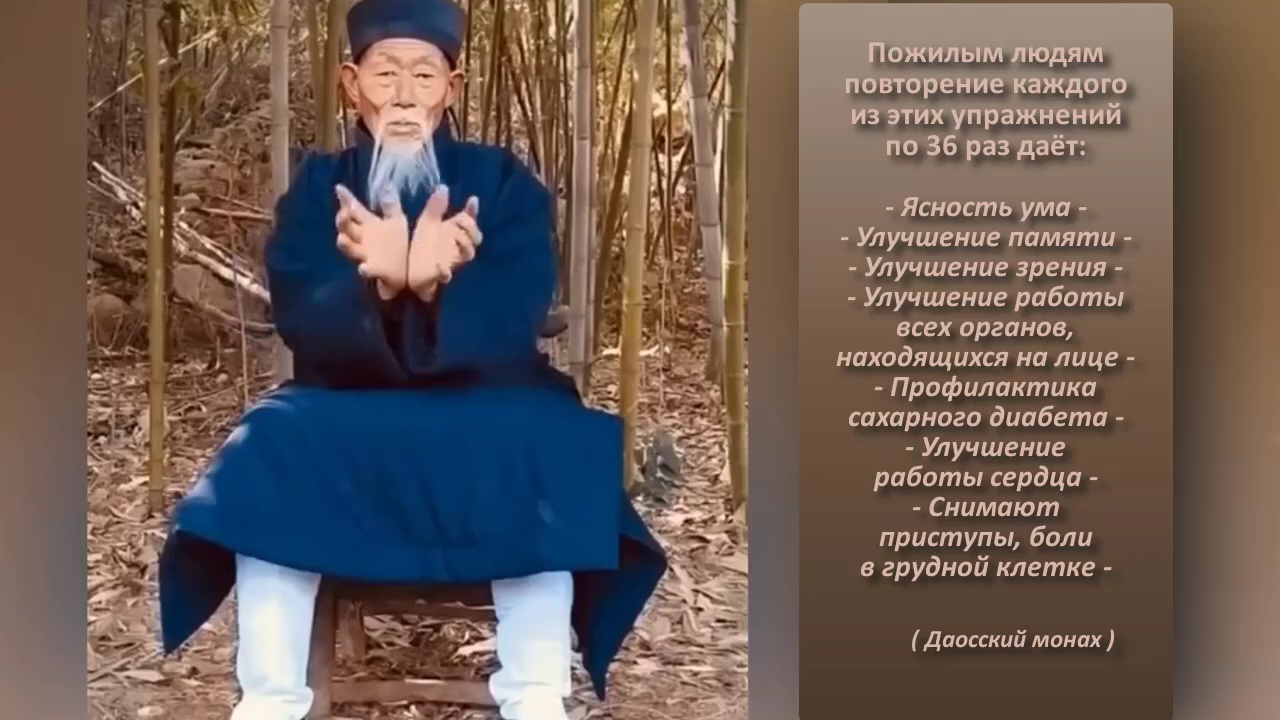 Пожилым людям
повторение каждого
из этих упражнений
по 36 раз даёт:
- Ясность ума -
- Улучшение памяти -
- Улучшение зрения -
- Улучшение работы
всех органов,
находящихся на лице -
- Профилактика
сахарного диабета -
- Улучшение
работы сердца -
- Снимают
приступы, боли
в грудной клетке -
( Даосский монах )